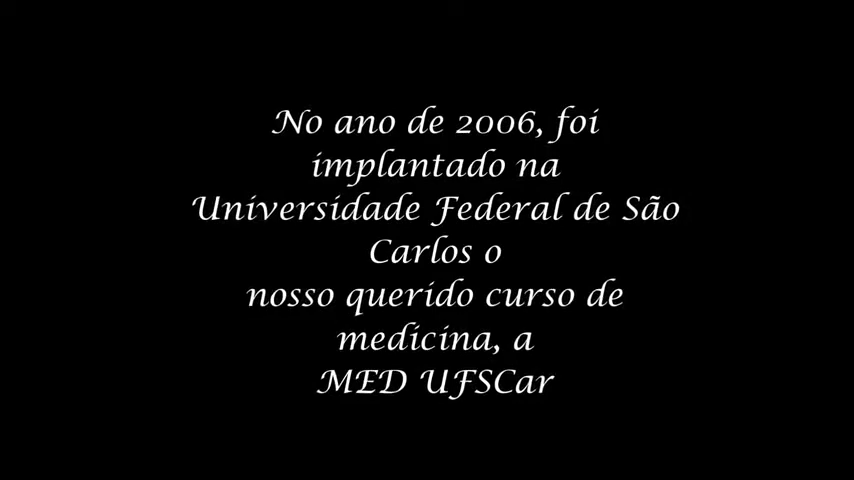 No ano de 2006, foi
implantado na
Universidade Federal de São
Carlos o
nosso querido curso de
medicina, a
MED UFSCar